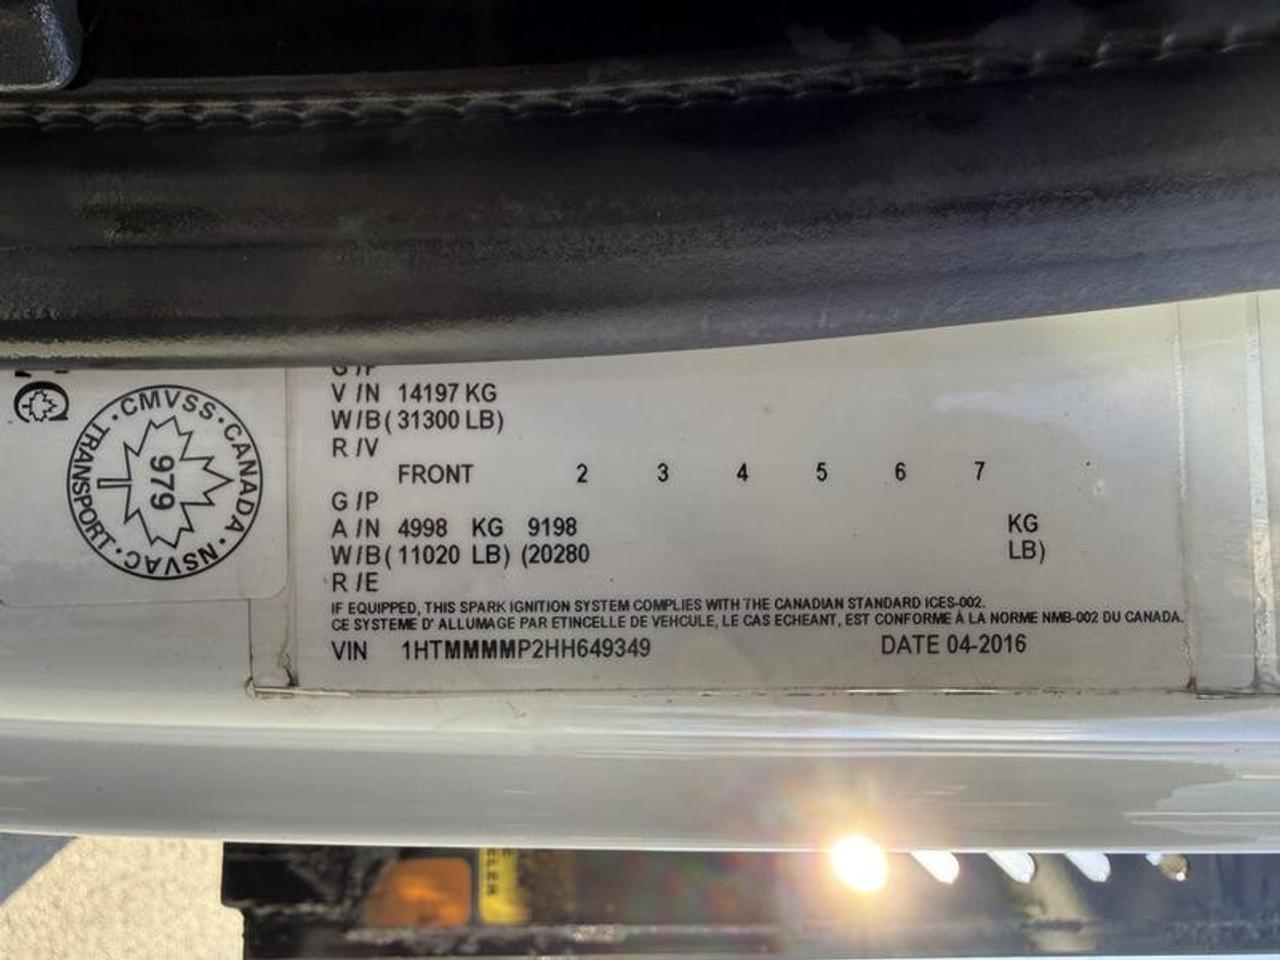 G /P
V /N 14197 KG
W/B( 31300 LB)
R /V
FRONT 2 3 4 5 6 7
G /P
A /N 4998 KG 9198 KG
W/B( 11020 LB) (20280 LB)
R /E
IF EQUIPPED, THIS SPARK IGNITION SYSTEM COMPLIES WITH THE CANADIAN STANDARD ICES-002.
CE SYSTEME D' ALLUMAGE PAR ETINCELLE DE VEHCULE, LE CAS ECHEANT, EST CONFORME À LA NORME NMB-002 DU CANADA.
VIN 1HTMMMMP2HH649349 DATE 04-2016
CMVSS · CANADA · NSVAC · TRANSPORT ·
979